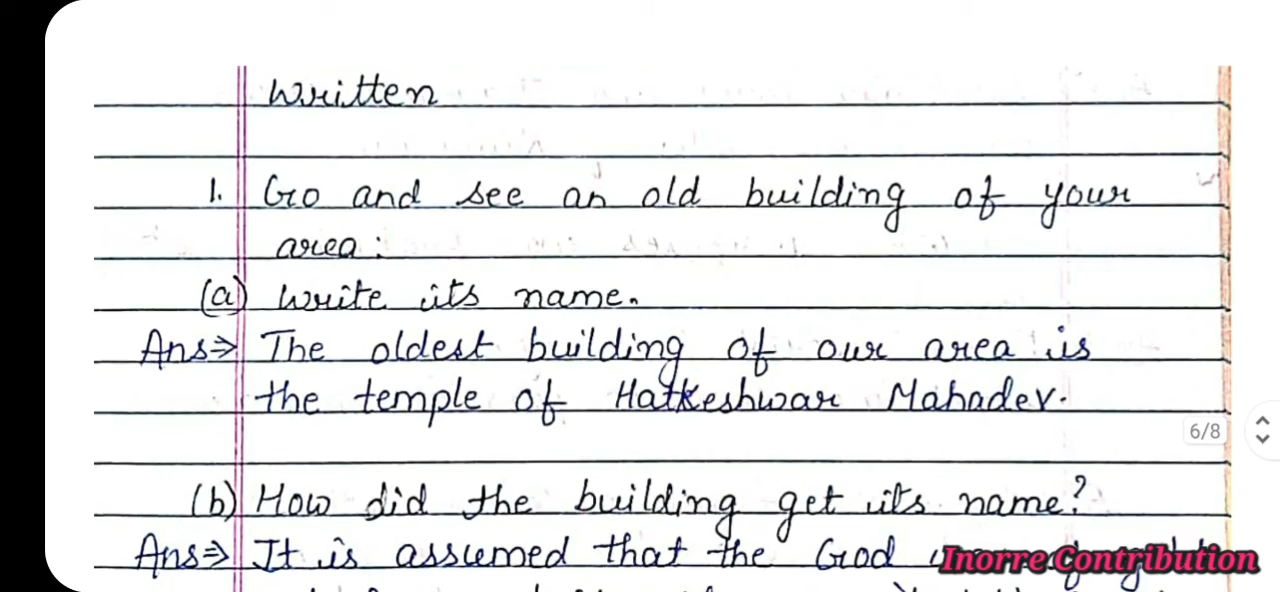 Written
1. Go and see an old building of your
area:
(a) Write its name.
Ans⇒ The oldest building of our area is
the temple of Hatkeshwar Mahadev.
6/8
(b) How did the building get its name?
Ans⇒ It is assumed that the God
Inorre Contribution